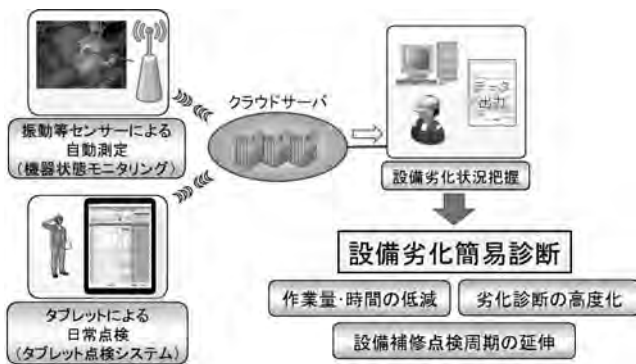 振動等センサーによる
自動測定
(機器状態モニタリング)
クラウドサーバ
データ
出力
設備劣化状況把握
タブレットによる
日常点検
(タブレット点検システム)
設備劣化簡易診断
作業量・時間の低減
劣化診断の高度化
設備補修点検周期の延伸